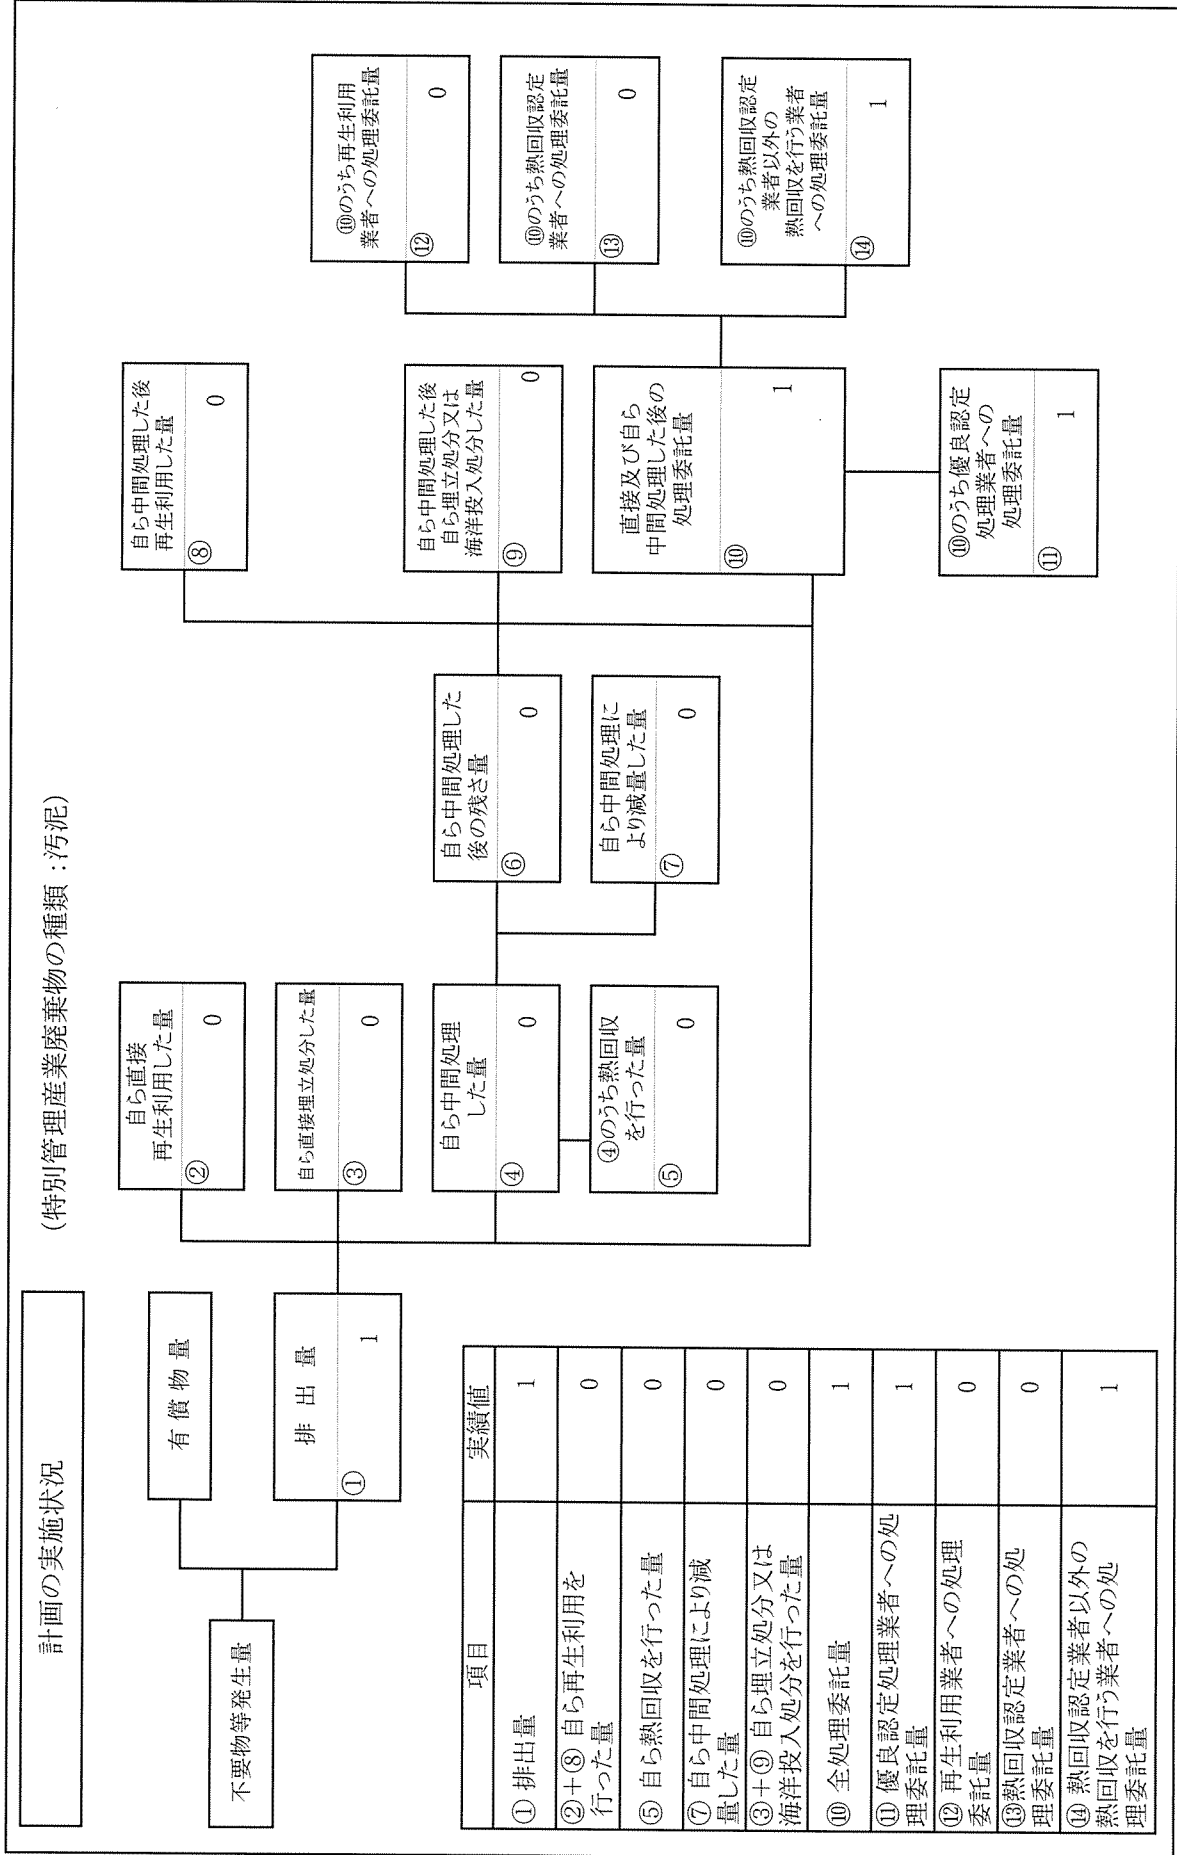 計画の実施状況
(特別管理産業廃棄物の種類：汚泥)
不要物等発生量
有償物量
排出量
①
1
自ら直接
再生利用した量
②
0
自ら直接埋立処分した量
③
0
自ら中間処理
した量
④
0
④のうち熱回収
を行った量
⑤
0
自ら中間処理した
後の残さ量
⑥
0
自ら中間処理に
より減量した量
⑦
0
自ら中間処理した後
再生利用した量
⑧
0
自ら中間処理した後
自ら埋立処分又は
海洋投入処分した量
⑨
0
直接及び自ら
中間処理した後の
処理委託量
⑩
1
⑩のうち優良認定
処理業者への
処理委託量
⑪
1
⑩のうち再生利用
業者への処理委託量
⑫
0
⑩のうち熱回収認定
業者への処理委託量
⑬
0
⑩のうち熱回収認定
業者以外の
熱回収を行う業者
への処理委託量
⑭
1
項目 実績値
①排出量 1
②+⑧ 自ら再生利用を
行った量 0
⑤ 自ら熱回収を行った量 0
⑦ 自ら中間処理により減
量した量 0
③+⑨ 自ら埋立処分又は
海洋投入処分を行った量 0
⑩ 全処理委託量 1
⑪ 優良認定処理業者への処
理委託量 1
⑫ 再生利用業者への処理
委託量 0
⑬熱回収認定業者への処
理委託量 0
⑭ 熱回収認定業者以外の
熱回収を行う業者への処
理委託量 1